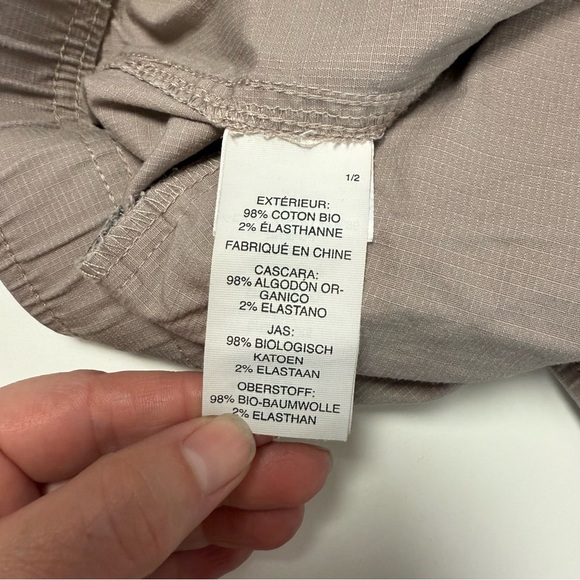 1/2
EXTÉRIEUR:
98% COTON BIO
2% ÉLASTHANNE
FABRIQUÉ EN CHINE
CASCARA:
98% ALGODÓN OR-
GANICO
2% ELASTANO
JAS:
98% BIOLOGISCH
KATOEN
2% ELASTAAN
OBERSTOFF:
98% BIO-BAUMWOLLE
2% ELASTHAN